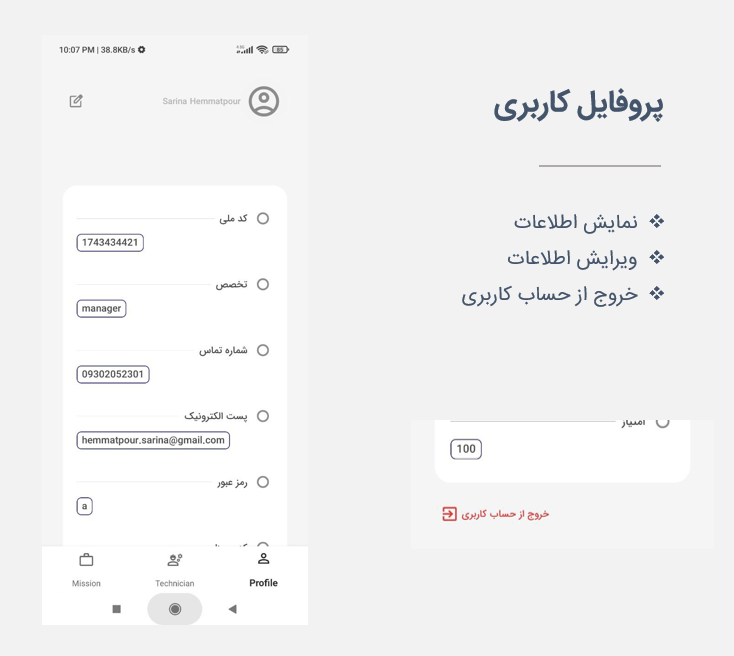 10:07 PM | 38.8KB/s
Sarina Hemmatpour
کد ملی
1743434421
تخصص
manager
شماره تماس
09302052301
پست الکترونیک
hemmatpour.sarina@gmail.com
رمز عبور
a
Mission
Technician
Profile
پروفایل کاربری
نمایش اطلاعات
ویرایش اطلاعات
خروج از حساب کاربری
امتیاز
100
خروج از حساب کاربری